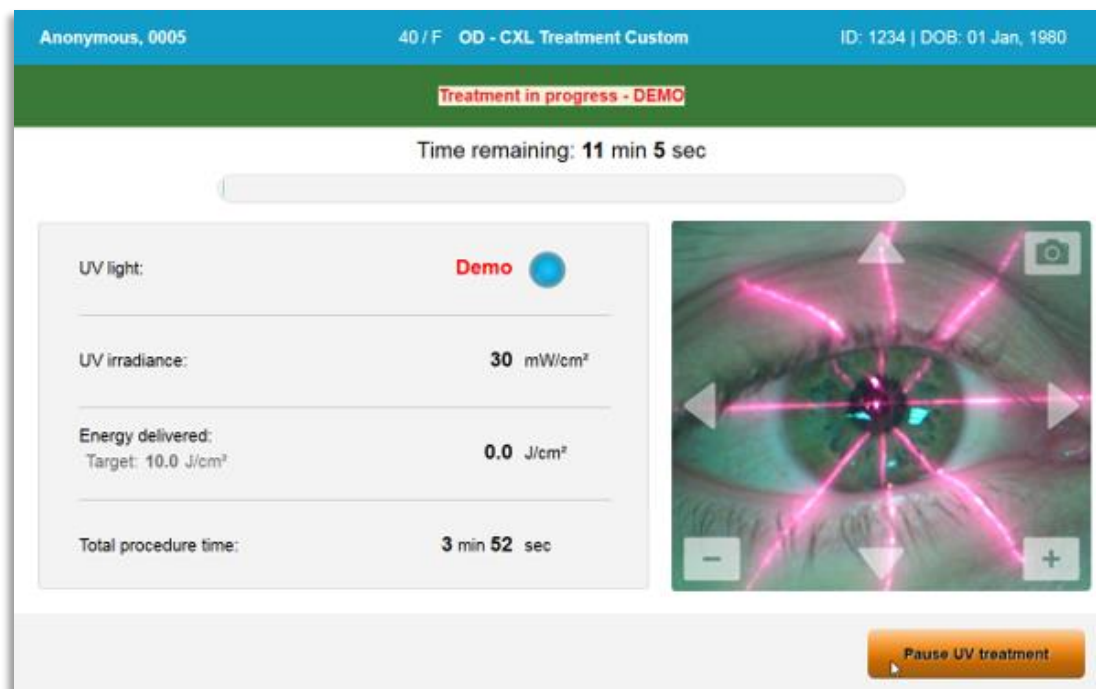 Anonymous, 0005 40 / F OD - CXL Treatment Custom ID: 1234 | DOB: 01 Jan, 1980
Treatment in progress - DEMO
Time remaining: 11 min 5 sec
UV light: Demo
UV irradiance: 30 mW/cm²
Energy delivered: 0.0 J/cm²
Target: 10.0 J/cm²
Total procedure time: 3 min 52 sec
Pause UV treatment